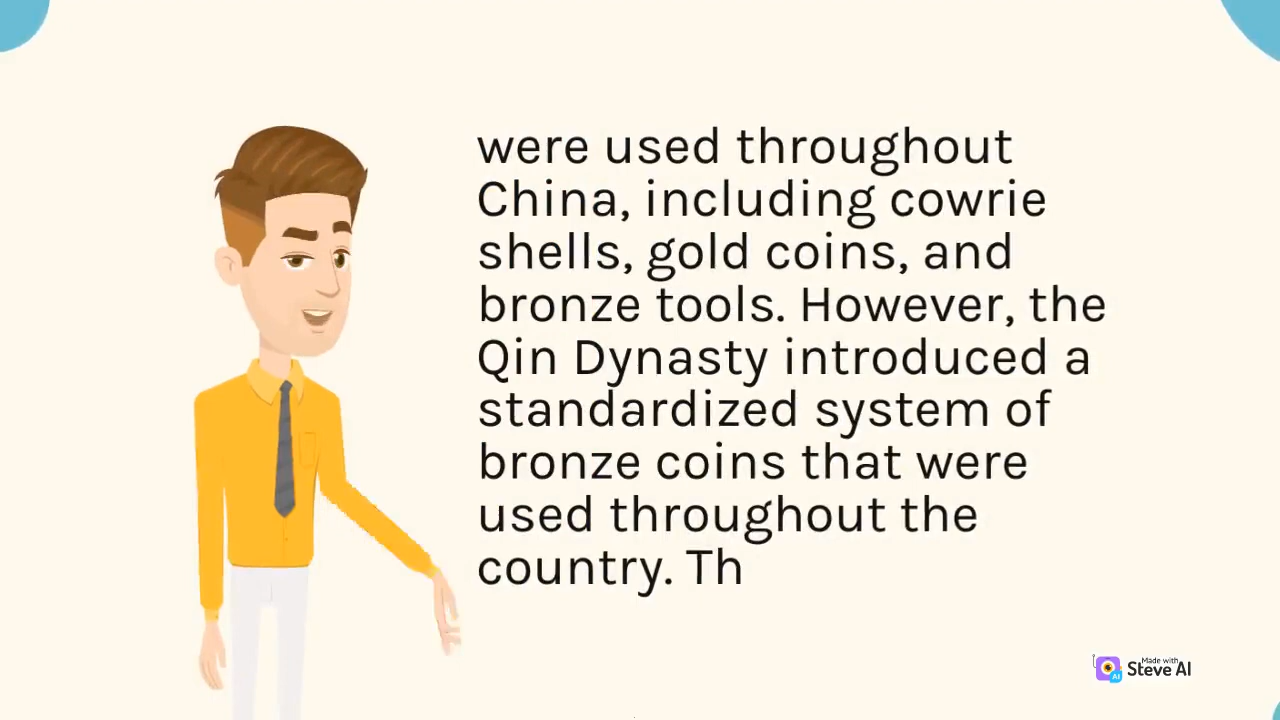 were used throughout
China, including cowrie
shells, gold coins, and
bronze tools. However, the
Qin Dynasty introduced a
standardized system of
bronze coins that were
used throughout the
country. Th
Made with
Steve AI
AI